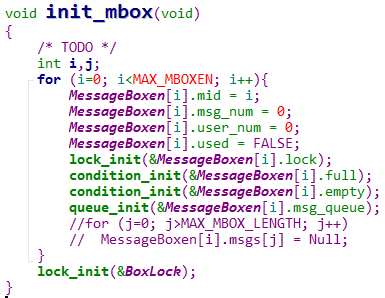 void init_mbox(void)
{
    /* TODO */
    int i,j;
    for (i=0; i<MAX_MBOXEN; i++){
        MessageBoxen[i].mid = i;
        MessageBoxen[i].msg_num = 0;
        MessageBoxen[i].user_num = 0;
        MessageBoxen[i].used = FALSE;
        lock_init(&MessageBoxen[i].lock);
        condition_init(&MessageBoxen[i].full);
        condition_init(&MessageBoxen[i].empty);
        queue_init(&MessageBoxen[i].msg_queue);
        //for (j=0; j>MAX_MBOX_LENGTH; j++)
        //  MessageBoxen[i].msgs[j] = Null;
    }
    lock_init(&BoxLock);
}